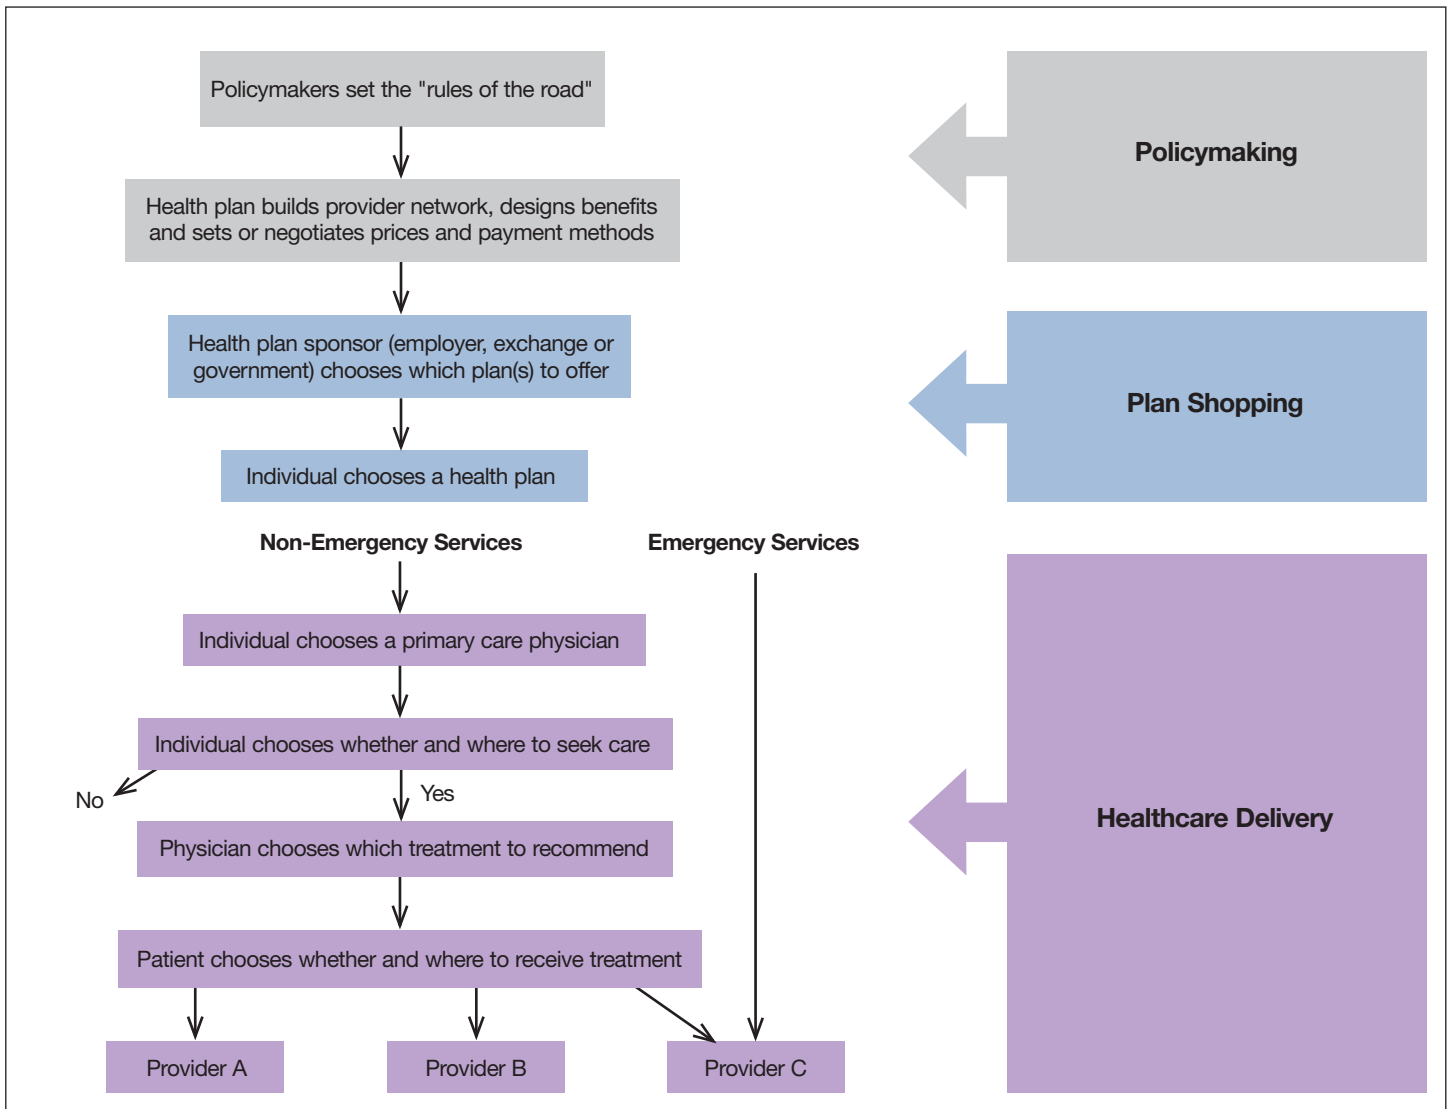 Policymakers set the "rules of the road"
Policymaking
Health plan builds provider network, designs benefits
and sets or negotiates prices and payment methods
Health plan sponsor (employer, exchange or
government) chooses which plan(s) to offer
Plan Shopping
Individual chooses a health plan
Non-Emergency Services
Emergency Services
Individual chooses a primary care physician
Individual chooses whether and where to seek care
No
Yes
Healthcare Delivery
Physician chooses which treatment to recommend
Patient chooses whether and where to receive treatment
Provider A
Provider B
Provider C